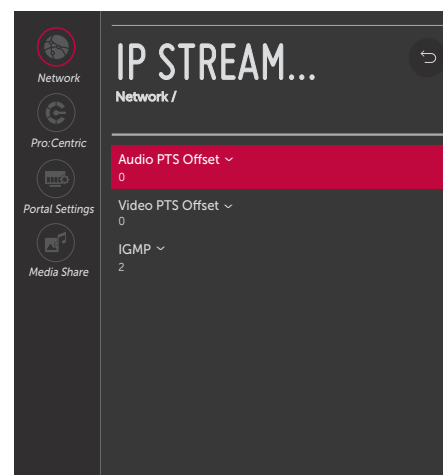 Network
Pro:Centric
Portal Settings
Media Share
IP STREAM...
Network /
Audio PTS Offset
0
Video PTS Offset
0
IGMP
2